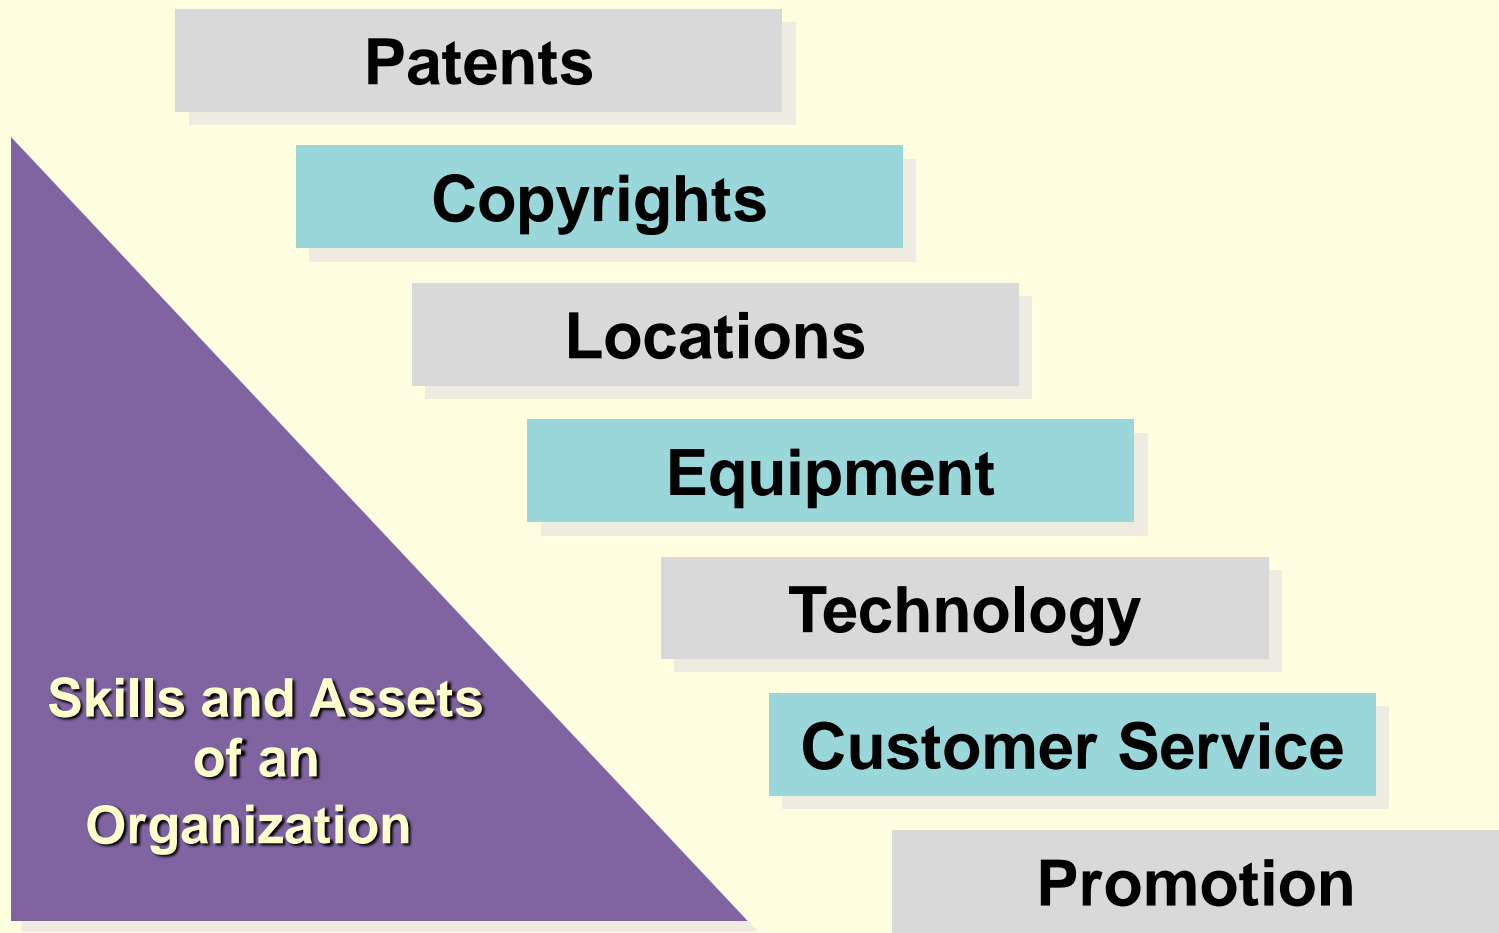 Patents
Copyrights
Locations
Equipment
Technology
Customer Service
Promotion
Skills and Assets
of an
Organization